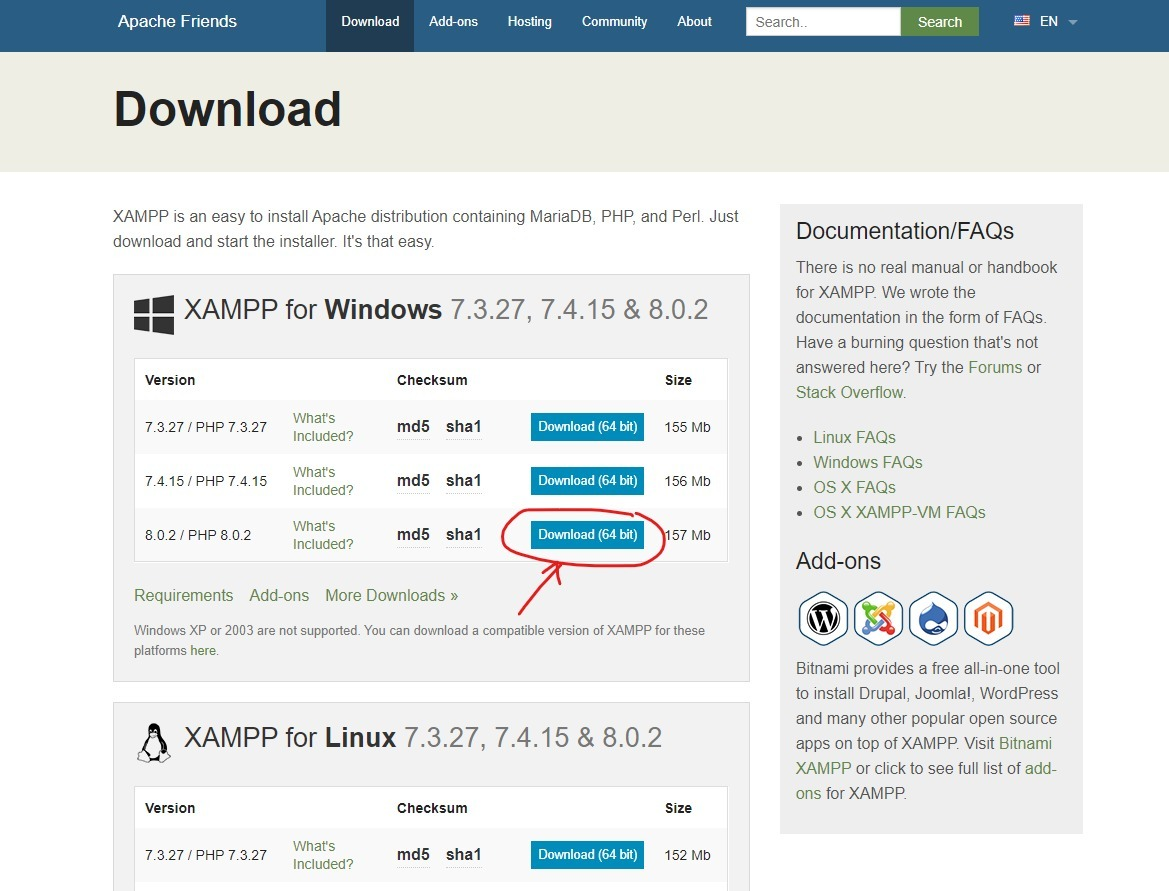 Apache Friends Download Add-ons Hosting Community About Search.. Search EN
Download
XAMPP is an easy to install Apache distribution containing MariaDB, PHP, and Perl. Just
download and start the installer. It's that easy.
XAMPP for Windows 7.3.27, 7.4.15 & 8.0.2
Version Checksum Size
7.3.27 / PHP 7.3.27 What's Included? md5 sha1 Download (64 bit) 155 Mb
7.4.15 / PHP 7.4.15 What's Included? md5 sha1 Download (64 bit) 156 Mb
8.0.2 / PHP 8.0.2 What's Included? md5 sha1 Download (64 bit) 157 Mb
Requirements Add-ons More Downloads »
Windows XP or 2003 are not supported. You can download a compatible version of XAMPP for these
platforms here.
XAMPP for Linux 7.3.27, 7.4.15 & 8.0.2
Version Checksum Size
7.3.27 / PHP 7.3.27 What's Included? md5 sha1 Download (64 bit) 152 Mb
Documentation/FAQs
There is no real manual or handbook
for XAMPP. We wrote the
documentation in the form of FAQs.
Have a burning question that's not
answered here? Try the Forums or
Stack Overflow.
Linux FAQs
Windows FAQs
OS X FAQs
OS X XAMPP-VM FAQs
Add-ons
Bitnami provides a free all-in-one tool
to install Drupal, Joomla!, WordPress
and many other popular open source
apps on top of XAMPP. Visit Bitnami
XAMPP or click to see full list of add-
ons for XAMPP.